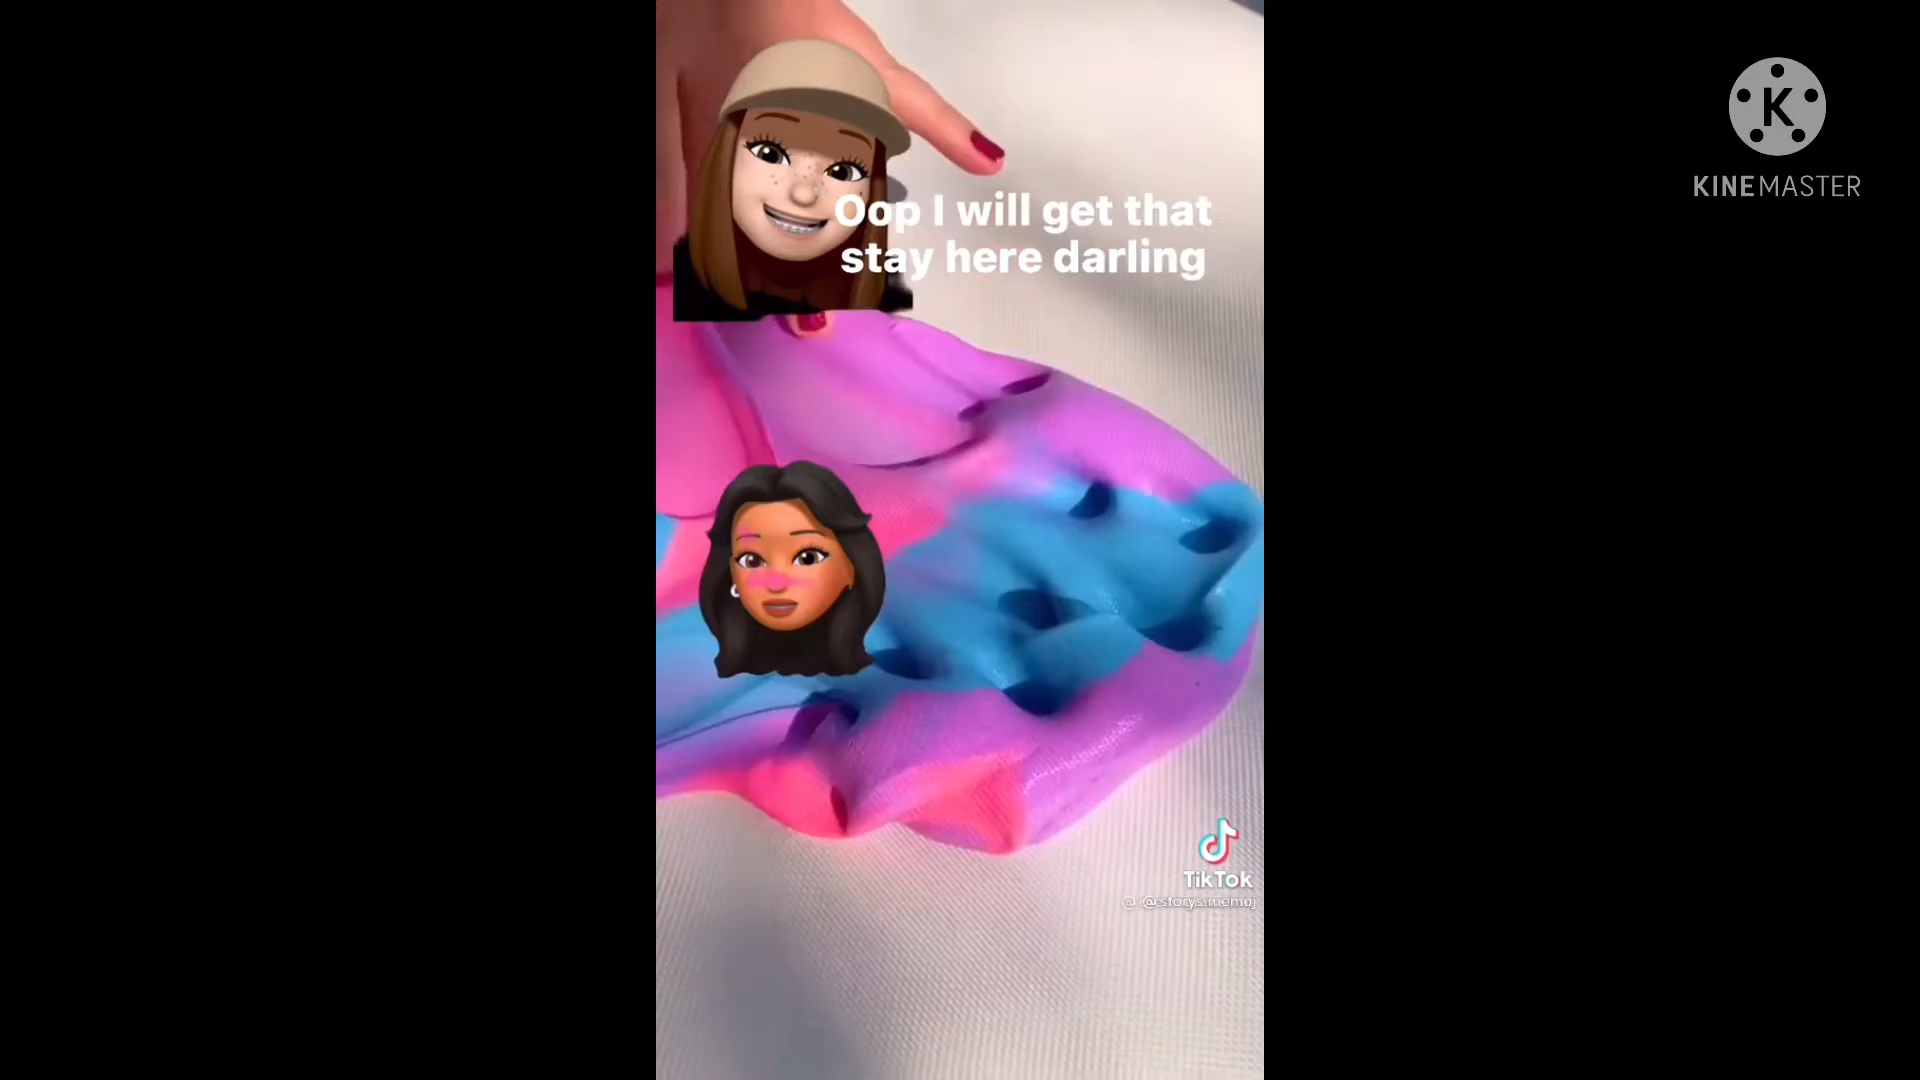 Oop I will get that
stay here darling
K
KINEMASTER
TikTok